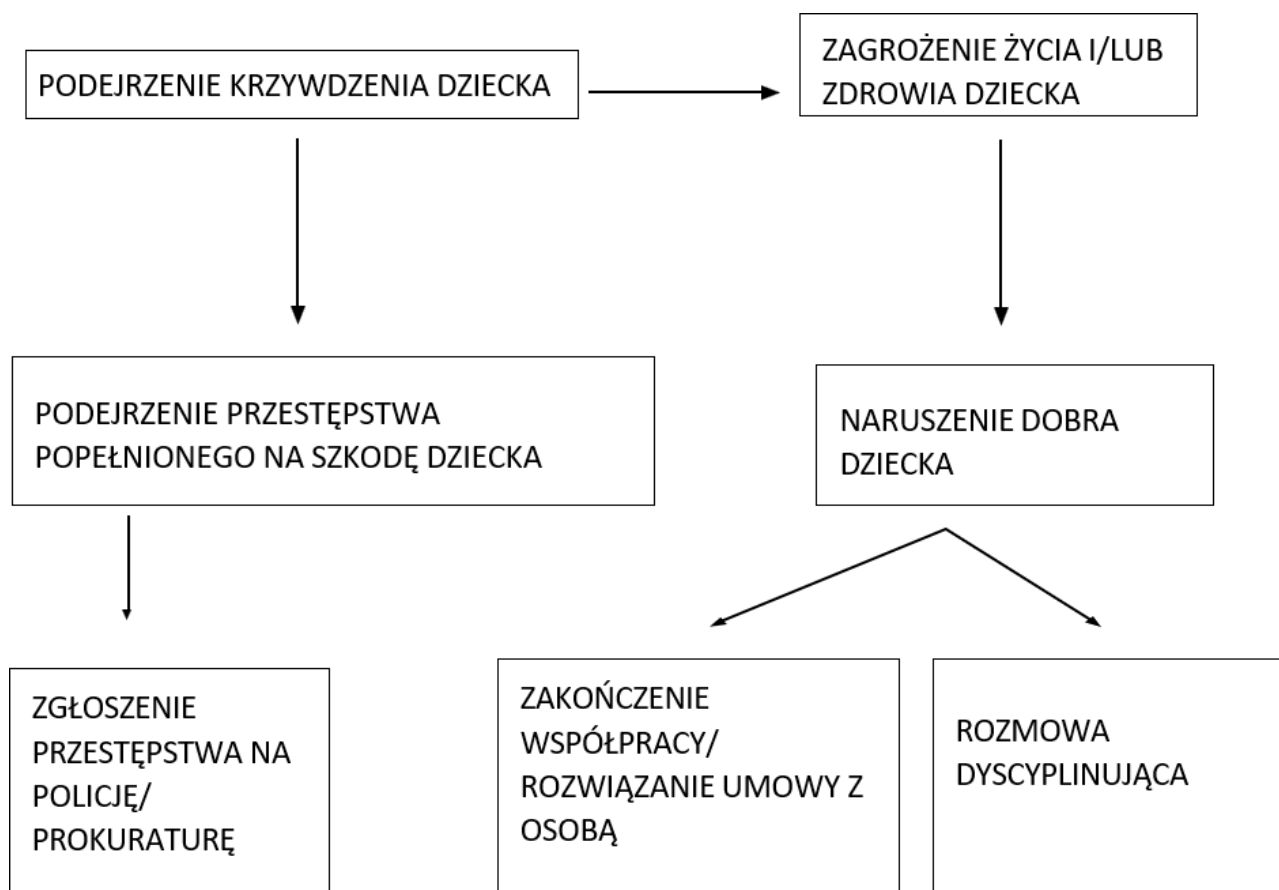 PODEJRZENIE KRZYWDZENIA DZIECKA
ZAGROŻENIE ŻYCIA I/LUB
ZDROWIA DZIECKA
PODEJRZENIE PRZESTĘPSTWA
POPEŁNIONEGO NA SZKODĘ DZIECKA
NARUSZENIE DOBRA
DZIECKA
ZGŁOSZENIE
PRZESTĘPSTWA NA
POLICJĘ/
PROKURATURĘ
ZAKOŃCZENIE
WSPÓŁPRACY/
ROZWIĄZANIE UMOWY Z
OSOBĄ
ROZMOWA
DYSCYPLINUJĄCA